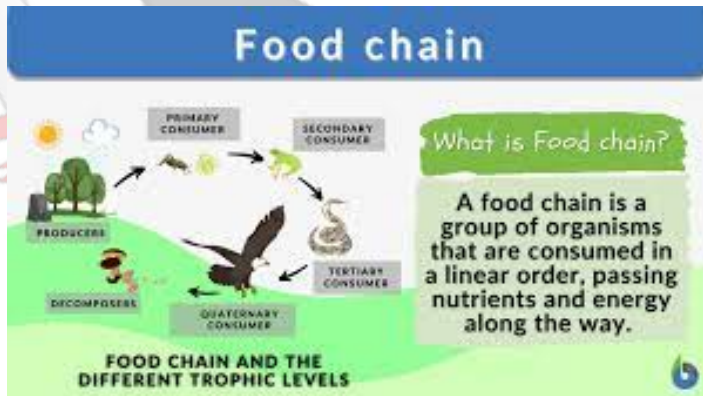 Food chain
PRIMARY
CONSUMER
SECONDARY
CONSUMER
What is Food chain?
A food chain is a
group of organisms
that are consumed in
a linear order, passing
nutrients and energy
along the way.
PRODUCERS
TERTIARY
CONSUMER
DECOMPOSERS
QUATERNARY
CONSUMER
FOOD CHAIN AND THE
DIFFERENT TROPHIC LEVELS